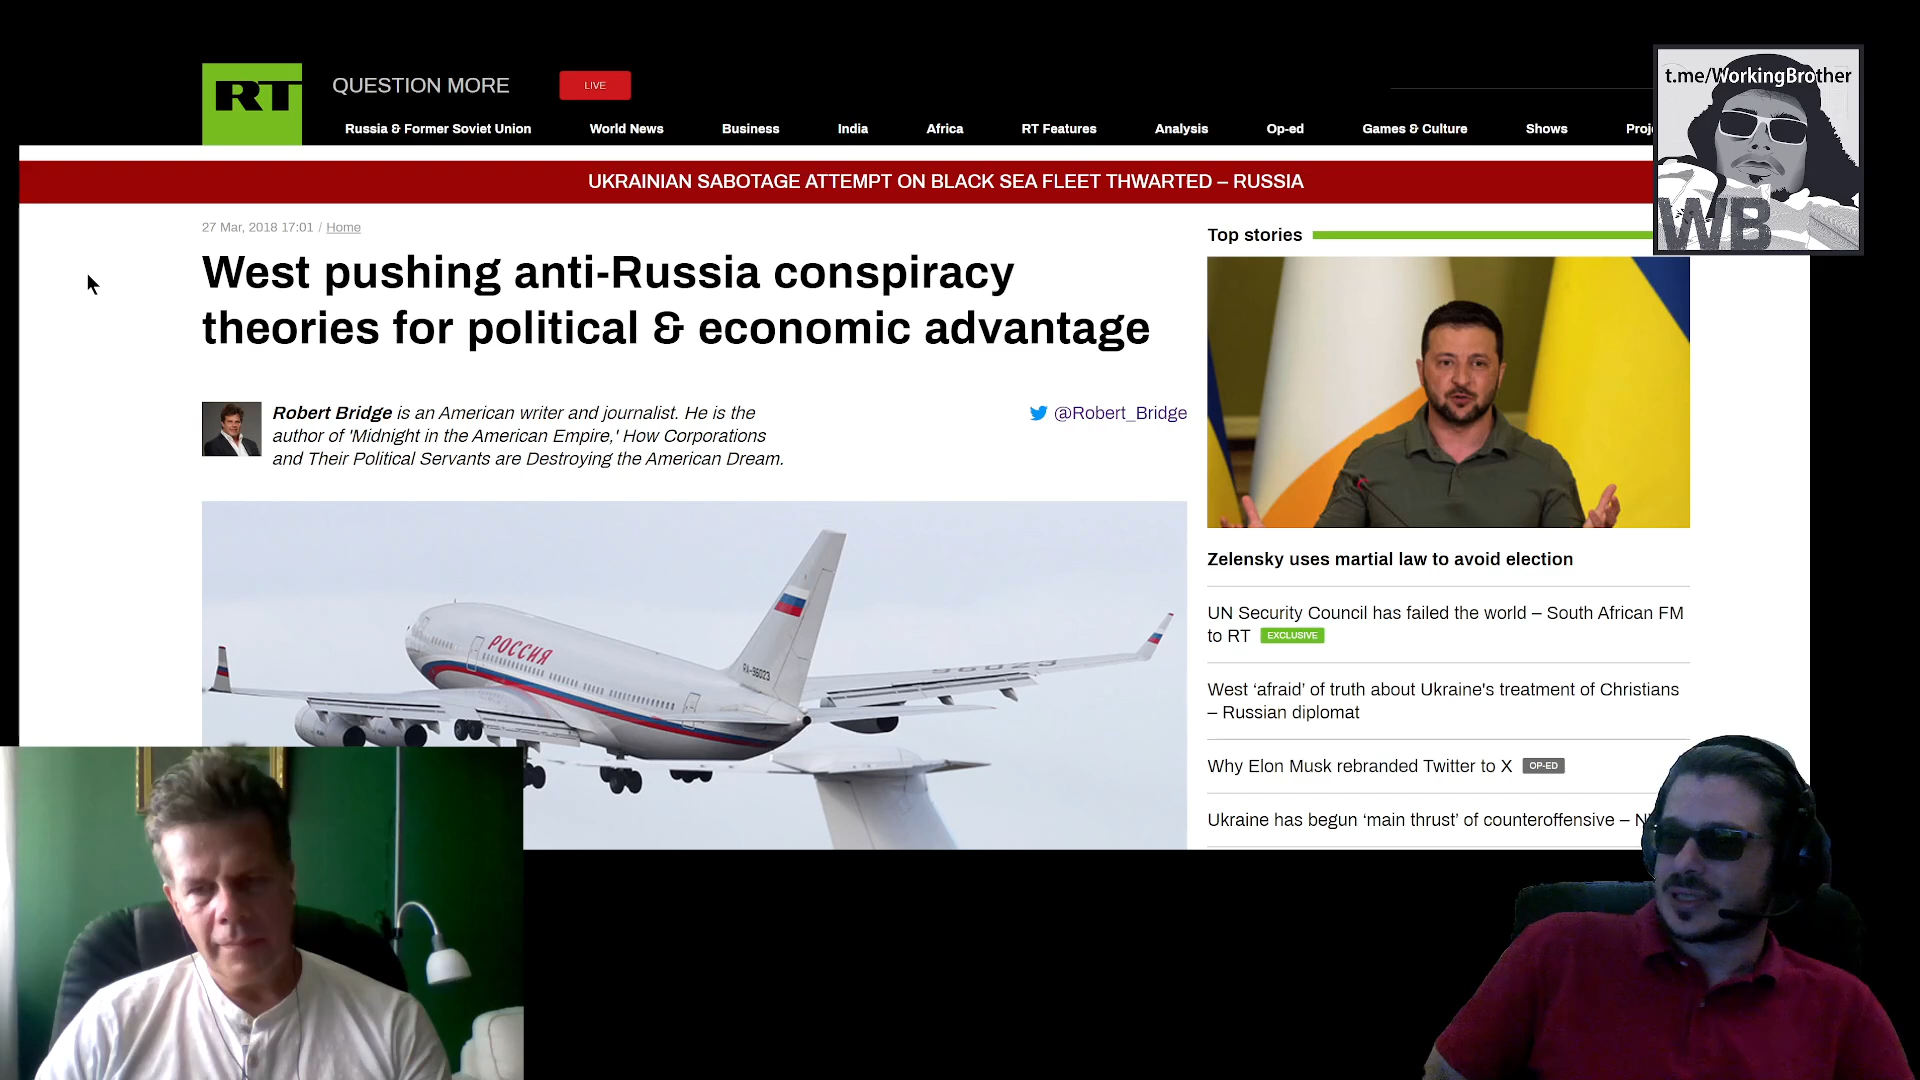 RT
QUESTION MORE
LIVE
t.me/WorkingBrother
Russia & Former Soviet Union
World News
Business
India
Africa
RT Features
Analysis
Op-ed
Games & Culture
Shows
WB
UKRAINIAN SABOTAGE ATTEMPT ON BLACK SEA FLEET THWARTED – RUSSIA
27 Mar, 2018 17:01 / Home
West pushing anti-Russia conspiracy
theories for political & economic advantage
Robert Bridge is an American writer and journalist. He is the
author of 'Midnight in the American Empire,' How Corporations
and Their Political Servants are Destroying the American Dream.
@Robert_Bridge
РОССИЯ
RA-96023
96023
Top stories
Zelensky uses martial law to avoid election
UN Security Council has failed the world – South African FM
to RT EXCLUSIVE
West ‘afraid’ of truth about Ukraine's treatment of Christians
– Russian diplomat
Why Elon Musk rebranded Twitter to X OP-ED
Ukraine has begun ‘main thrust’ of counteroffensive –